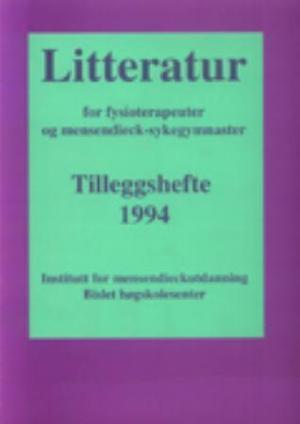 Litteratur
for fysioterapeuter
og mensendieck-sykegymnaster
Tilleggshefte
1994
Institutt for mensendieckutdanning
Bislet høgskolesenter